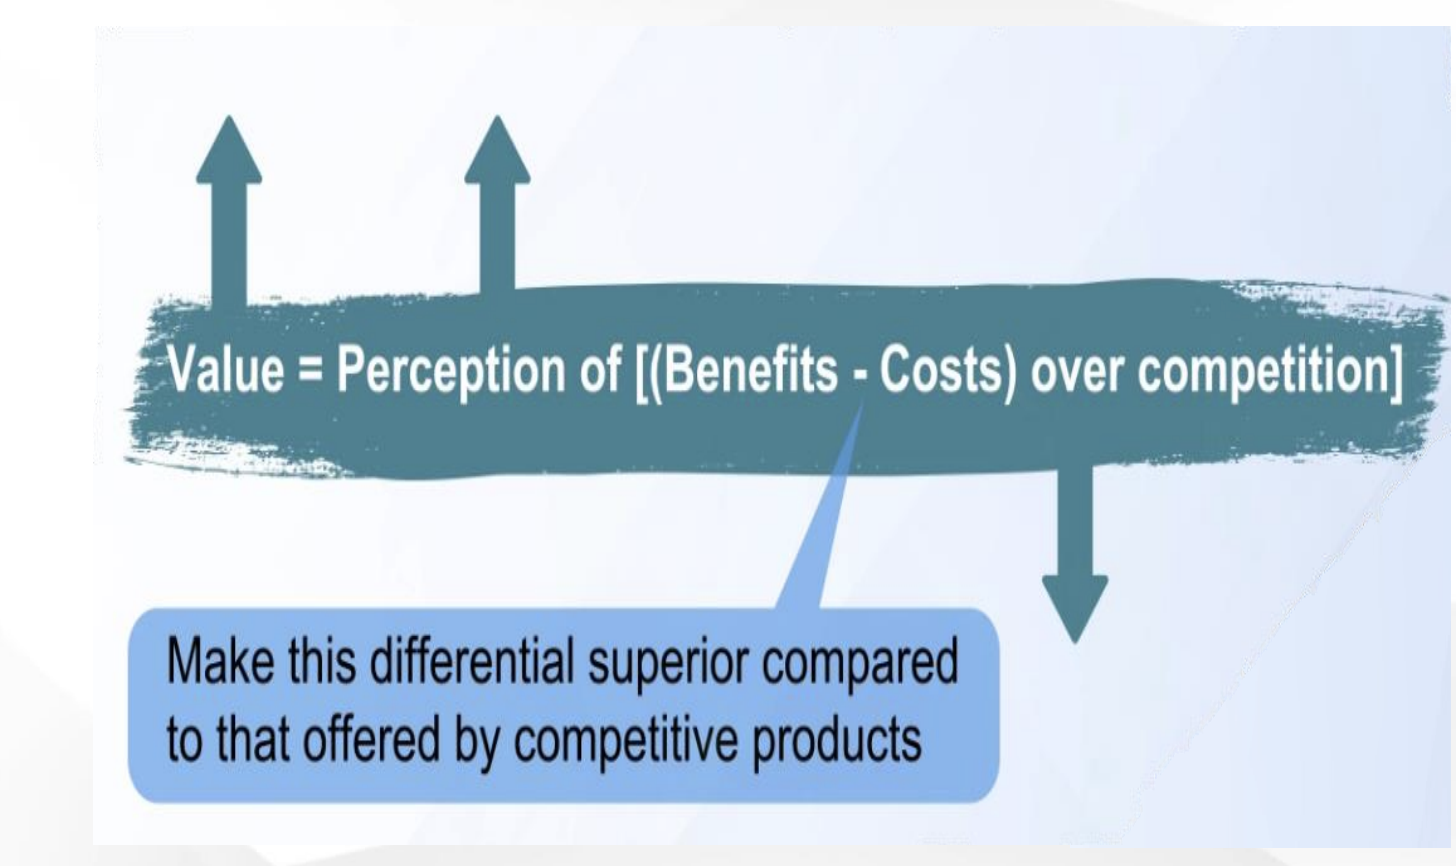 Value = Perception of [(Benefits - Costs) over competition]
Make this differential superior compared
to that offered by competitive products